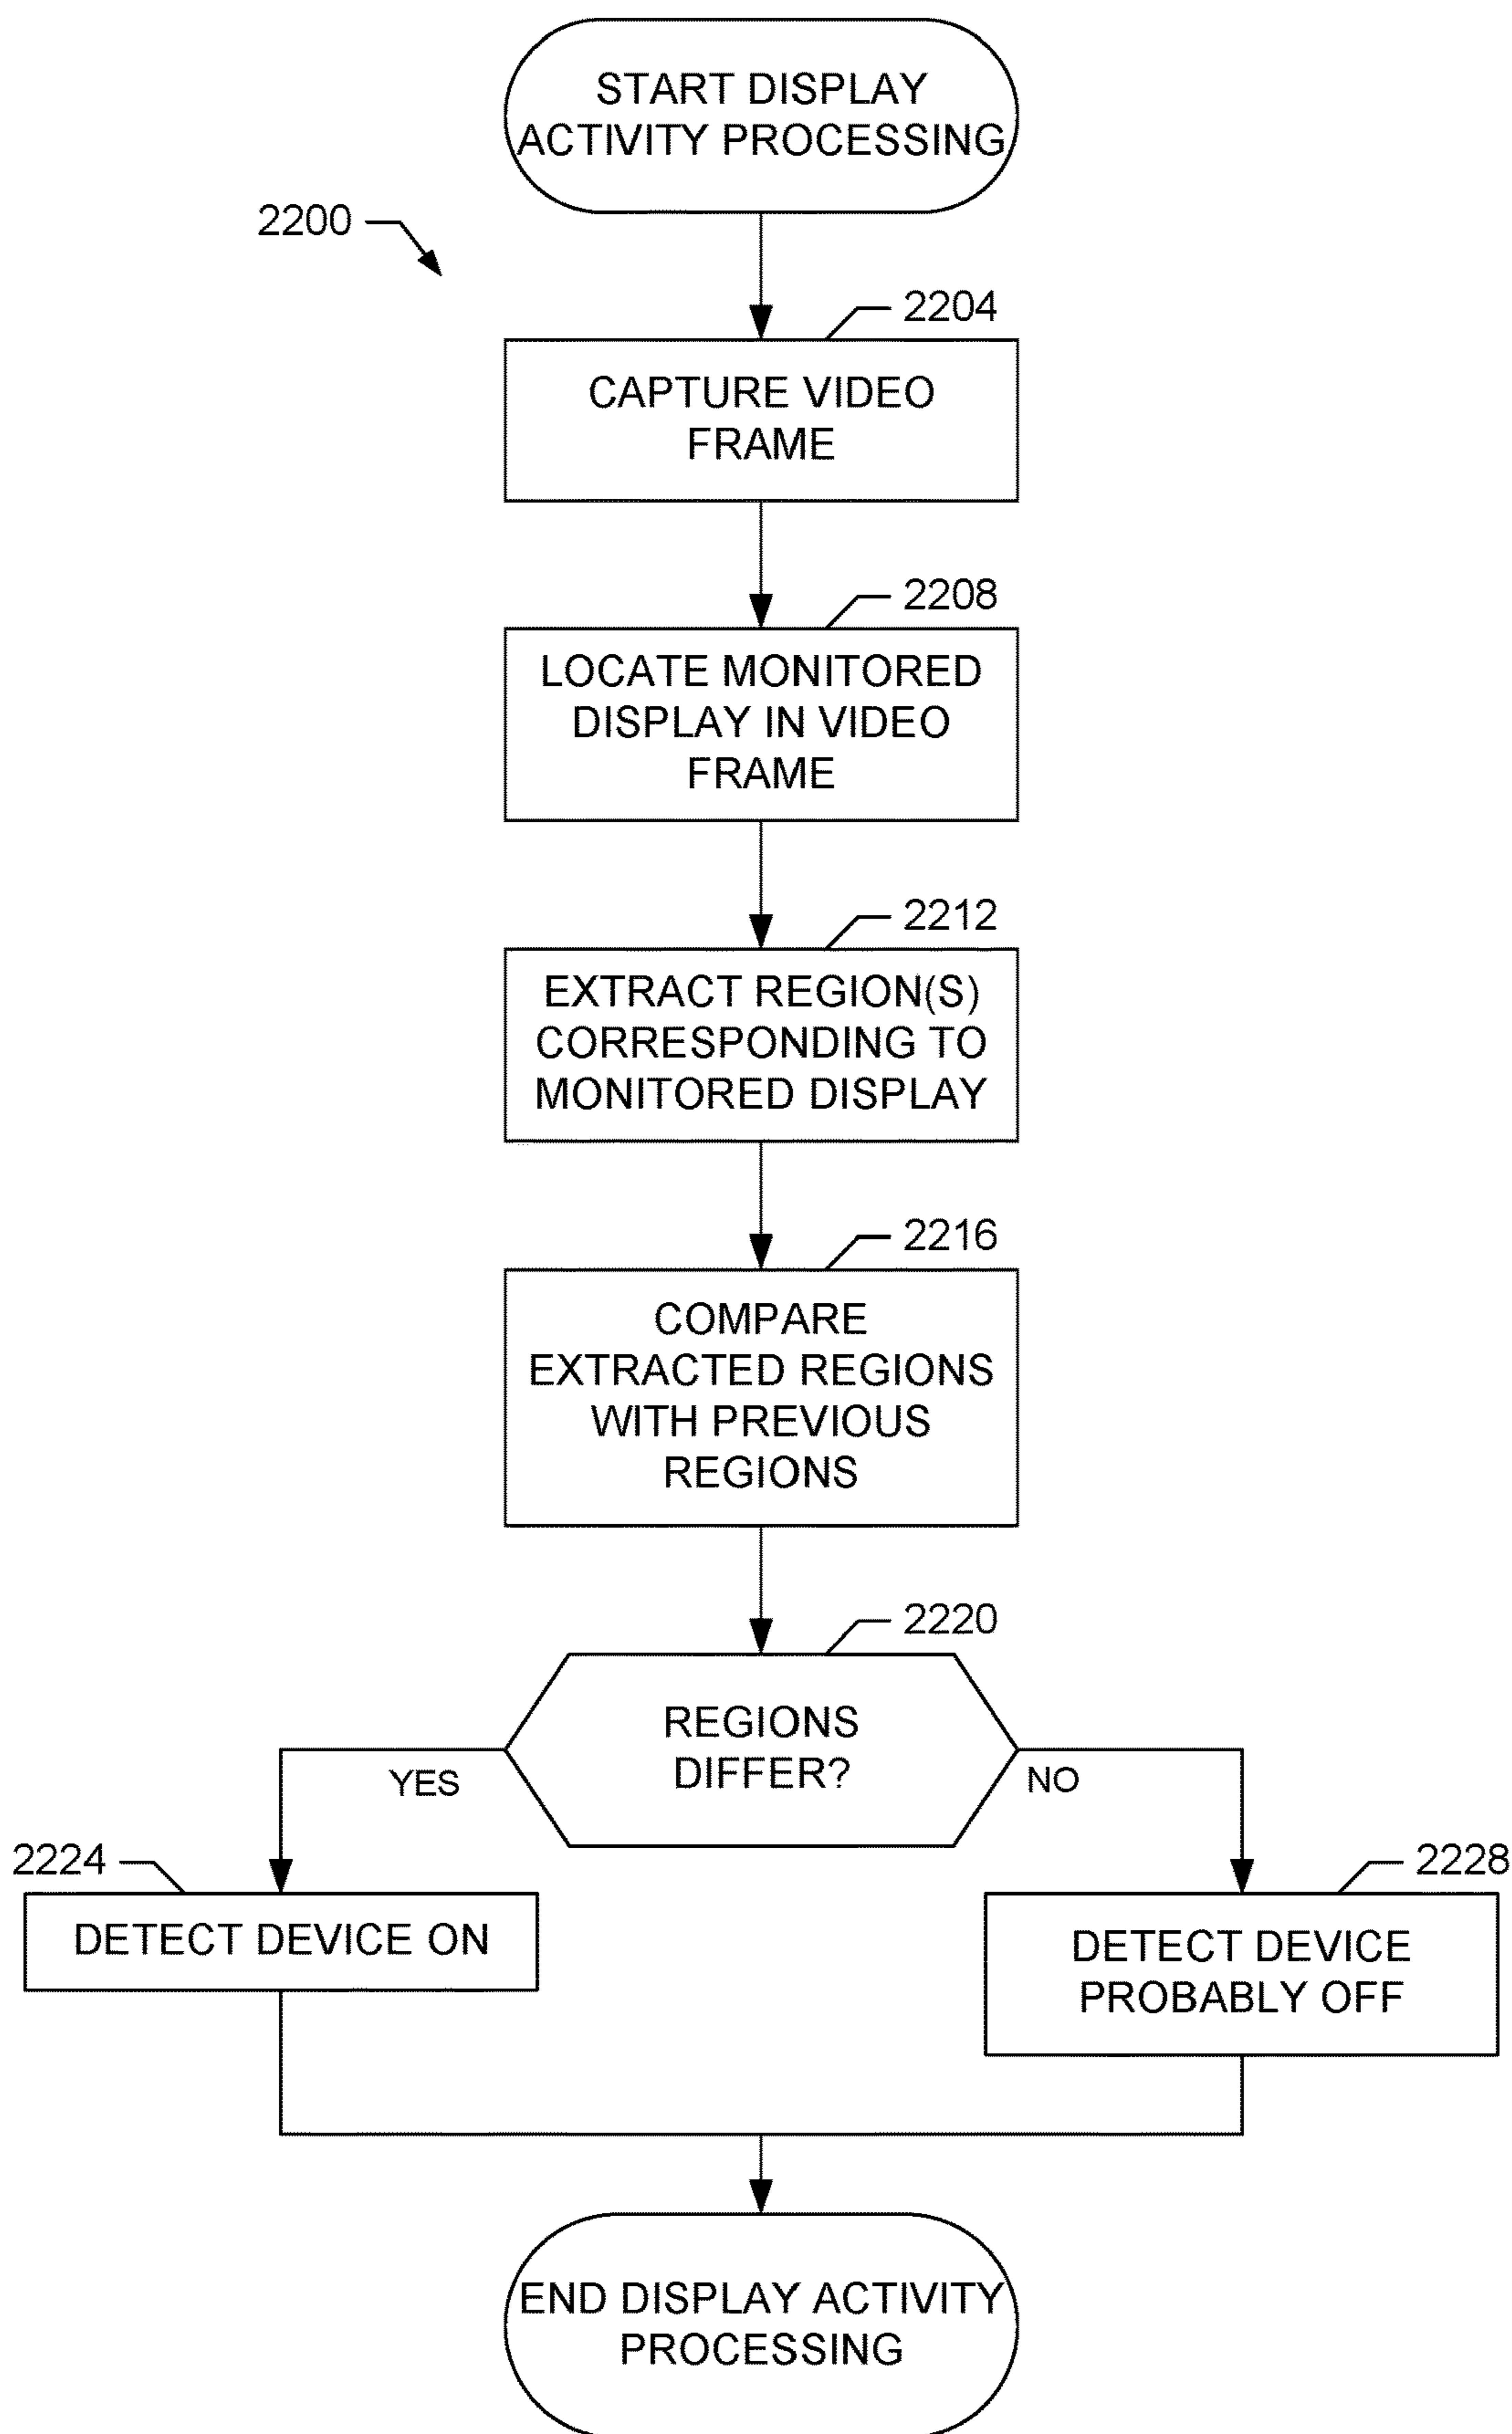 START DISPLAY
ACTIVITY PROCESSING
2200
2204
CAPTURE VIDEO
FRAME
2208
LOCATE MONITORED
DISPLAY IN VIDEO
FRAME
2212
EXTRACT REGION(S)
CORRESPONDING TO
MONITORED DISPLAY
2216
COMPARE
EXTRACTED REGIONS
WITH PREVIOUS
REGIONS
2220
REGIONS
DIFFER?
YES
NO
2224
2228
DETECT DEVICE ON
DETECT DEVICE
PROBABLY OFF
END DISPLAY ACTIVITY
PROCESSING